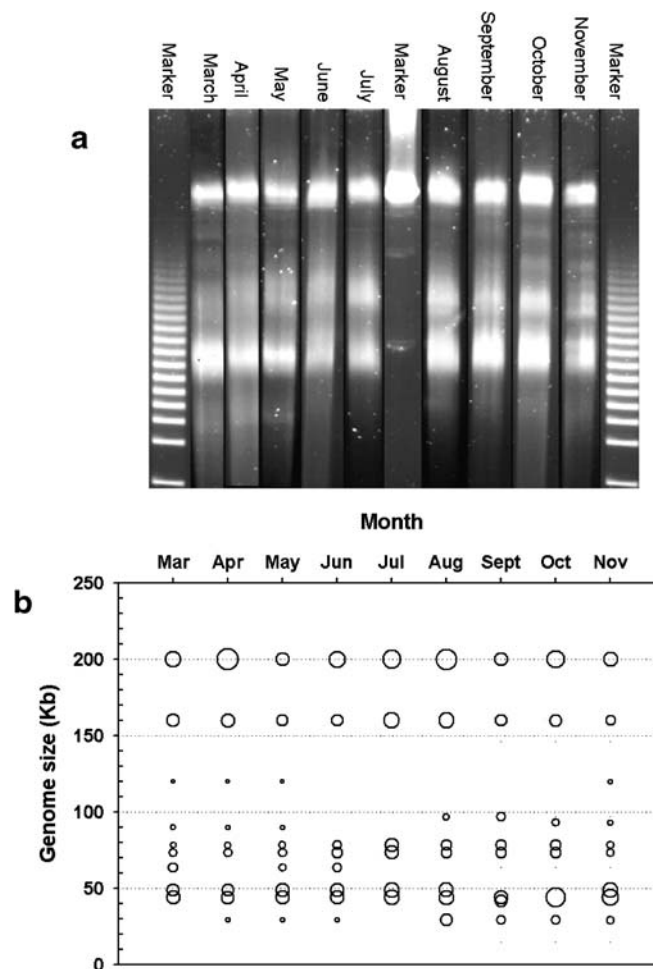 Marker March April May June July Marker August September October November Marker
a
Month
Mar Apr May Jun Jul Aug Sept Oct Nov
b
250
200
150
100
50
0
Genome size (Kb)